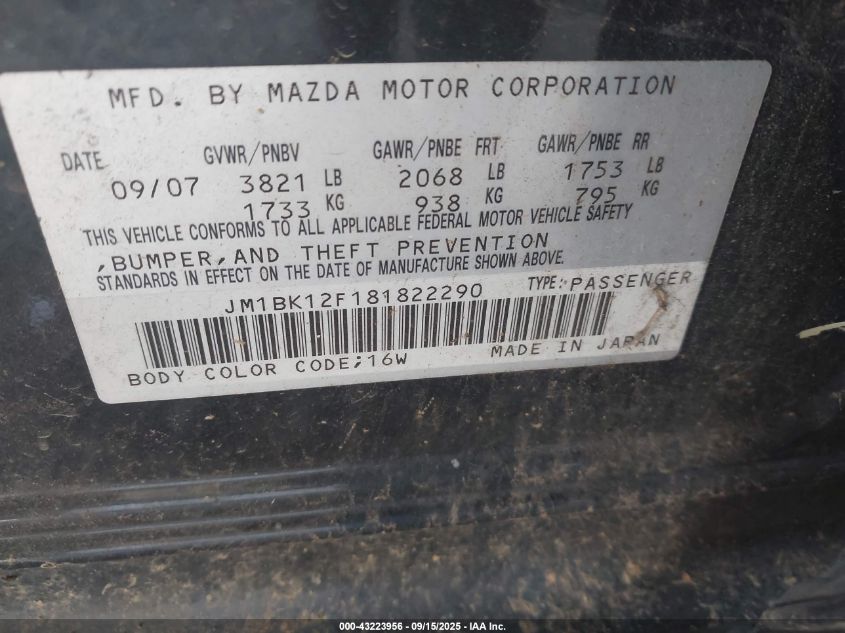 MFD. BY MAZDA MOTOR CORPORATION
DATE GVWR/PNBV GAWR/PNBE FRT GAWR/PNBE RR
09/07 3821 LB 2068 LB 1753 LB
1733 KG 938 KG 795 KG
THIS VEHICLE CONFORMS TO ALL APPLICABLE FEDERAL MOTOR VEHICLE SAFETY
,BUMPER,AND THEFT PREVENTION
STANDARDS IN EFFECT ON THE DATE OF MANUFACTURE SHOWN ABOVE.
JM1BK12F181822290 TYPE:PASSENGER
BODY COLOR CODE;16W MADE IN JAPAN
000-43223956 - 09/15/2025 - IAA Inc.